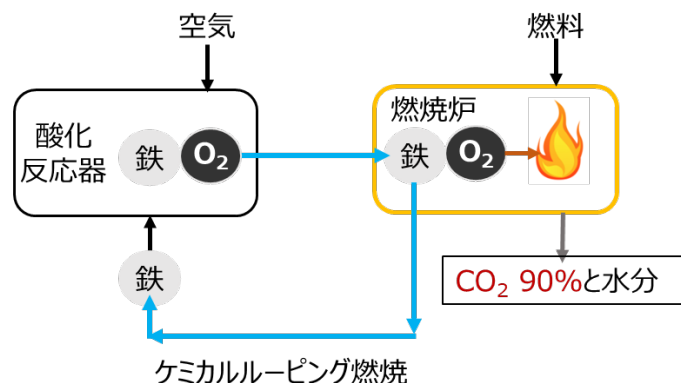 空気
燃料
酸化
反応器
鉄
O₂
燃焼炉
鉄
O₂
鉄
CO₂ 90%と水分
ケミカルルーピング燃焼